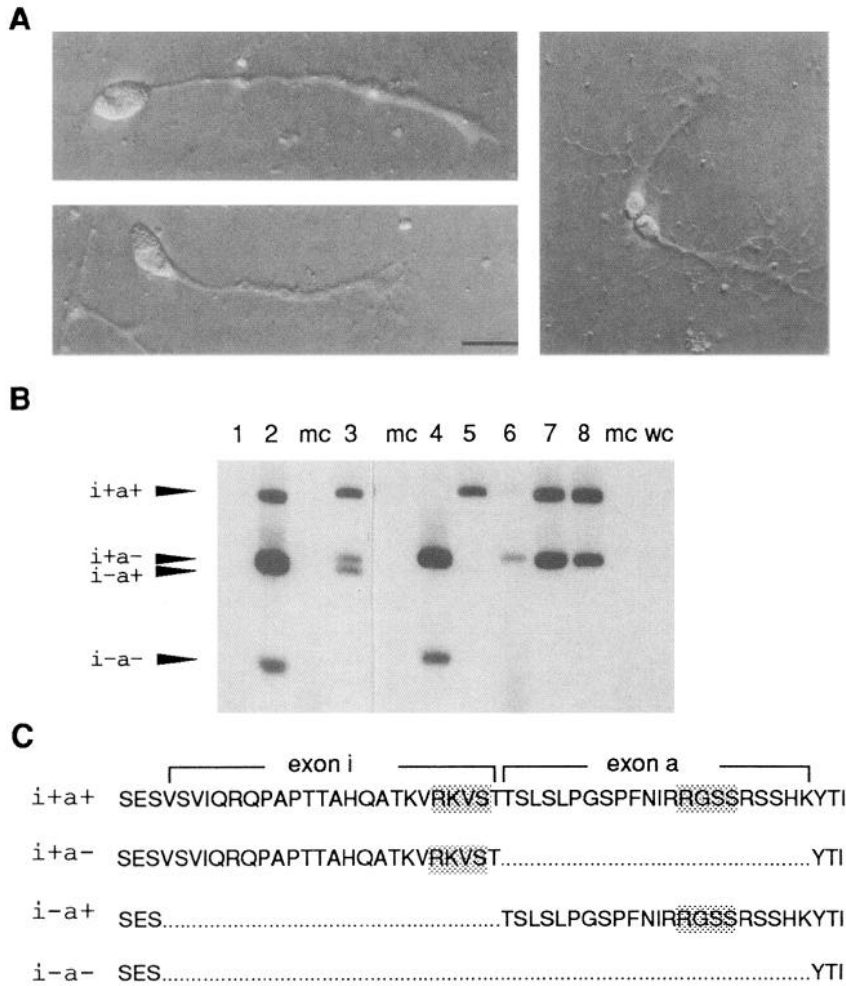 A
B
1 2 mc 3 mc 4 5 6 7 8 mc wc
i+a+
i+a-
i-a+
i-a-
C
exon i exon a
i+a+ SESVSVIQRQPAPTTAHQATKVRKVSTTSLSLPGSPFNIRRGSSRSSHKYTI
i+a- SESVSVIQRQPAPTTAHQATKVRKVST..........................................YTI
i-a+ SES..............................................TSLSLPGSPFNIRRGSSRSSHKYTI
i-a- SES........................................................................................YTI